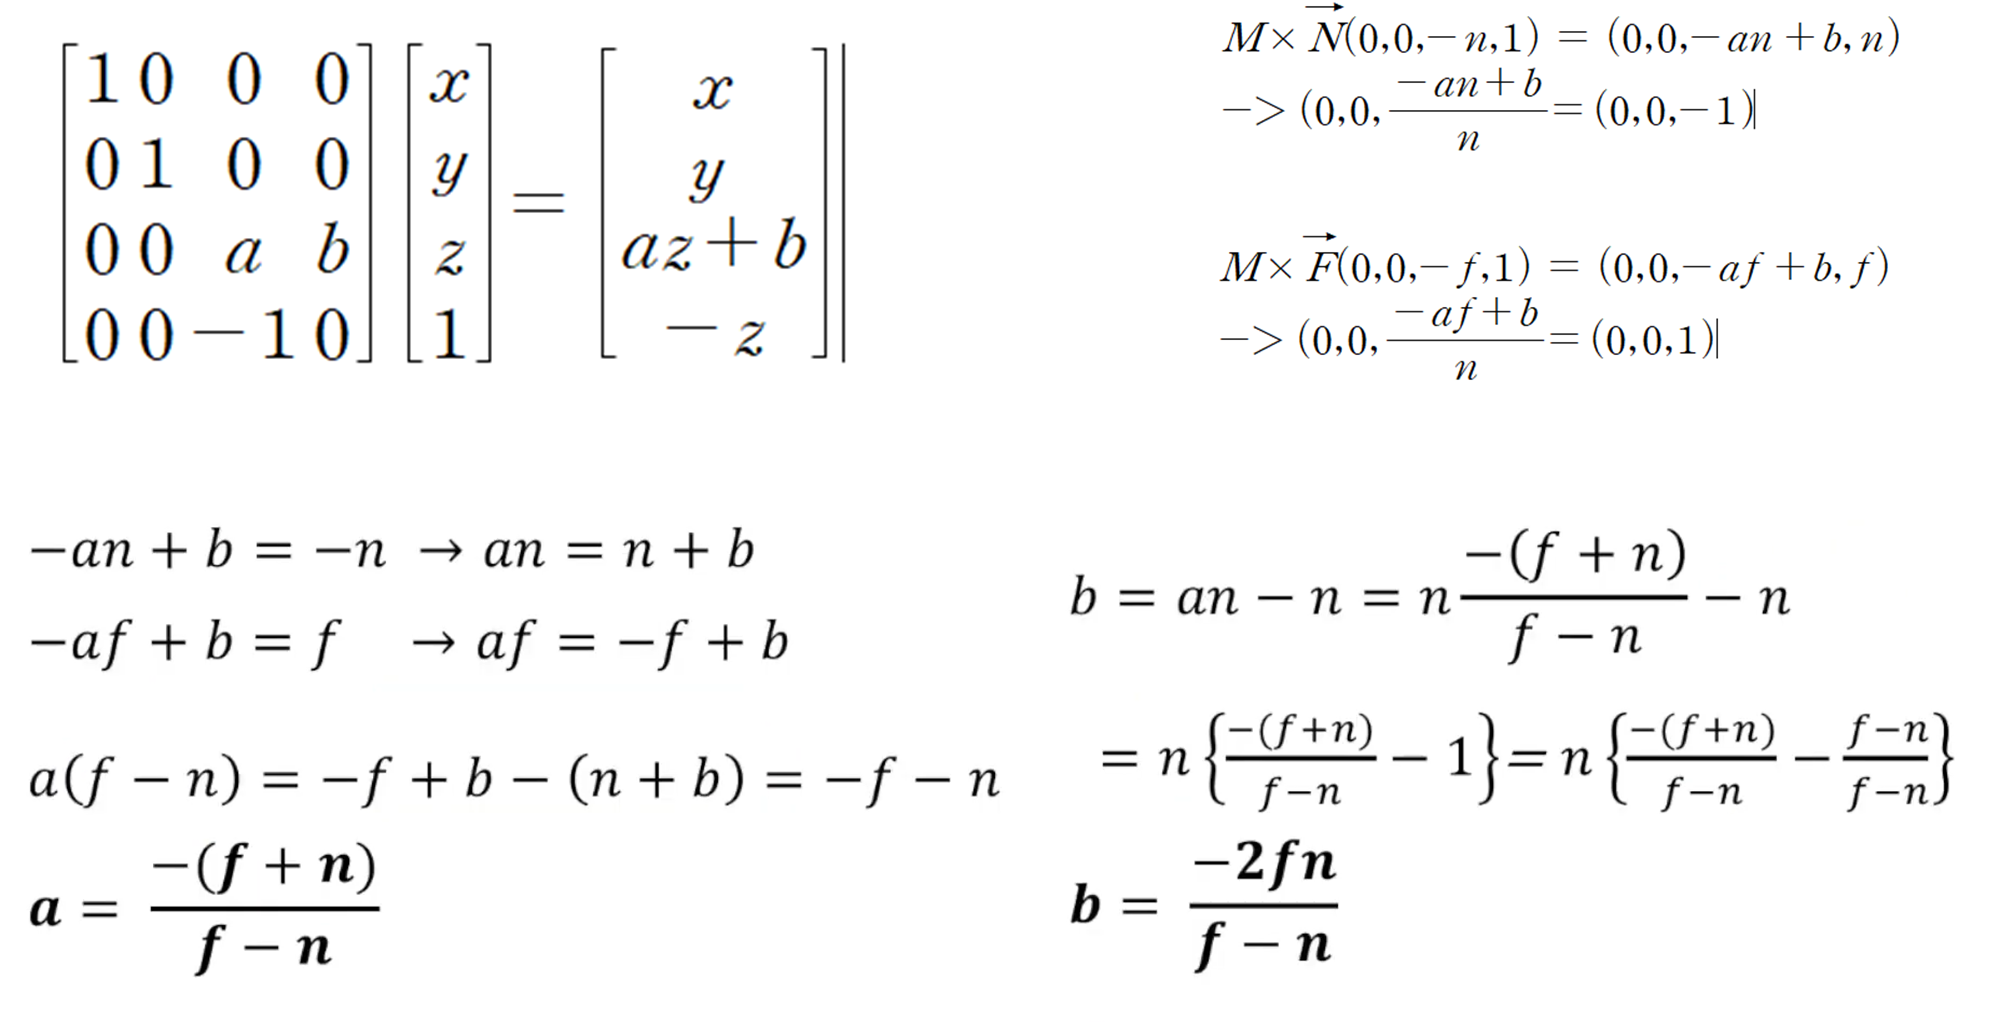 [1 0 0 0] [x] = [x]
[0 1 0 0] [y] [y]
[0 0 a b] [z] [az+b]
[0 0 −1 0] [1] [−z]
M× N⃗(0,0,−n,1) = (0,0,−an+b,n)
−> (0,0, (−an+b)/n = (0,0,−1)
M× F⃗(0,0,−f,1) = (0,0,−af+b,f)
−> (0,0, (−af+b)/n = (0,0,1)
−an + b = −n → an = n + b
−af + b = f → af = −f + b
a(f − n) = −f + b − (n + b) = −f − n
a = −(f + n) / f − n
b = an − n = n −(f + n) / f − n − n
= n { −(f+n) / f−n − 1 } = n { −(f+n) / f−n − f−n / f−n }
b = −2fn / f − n